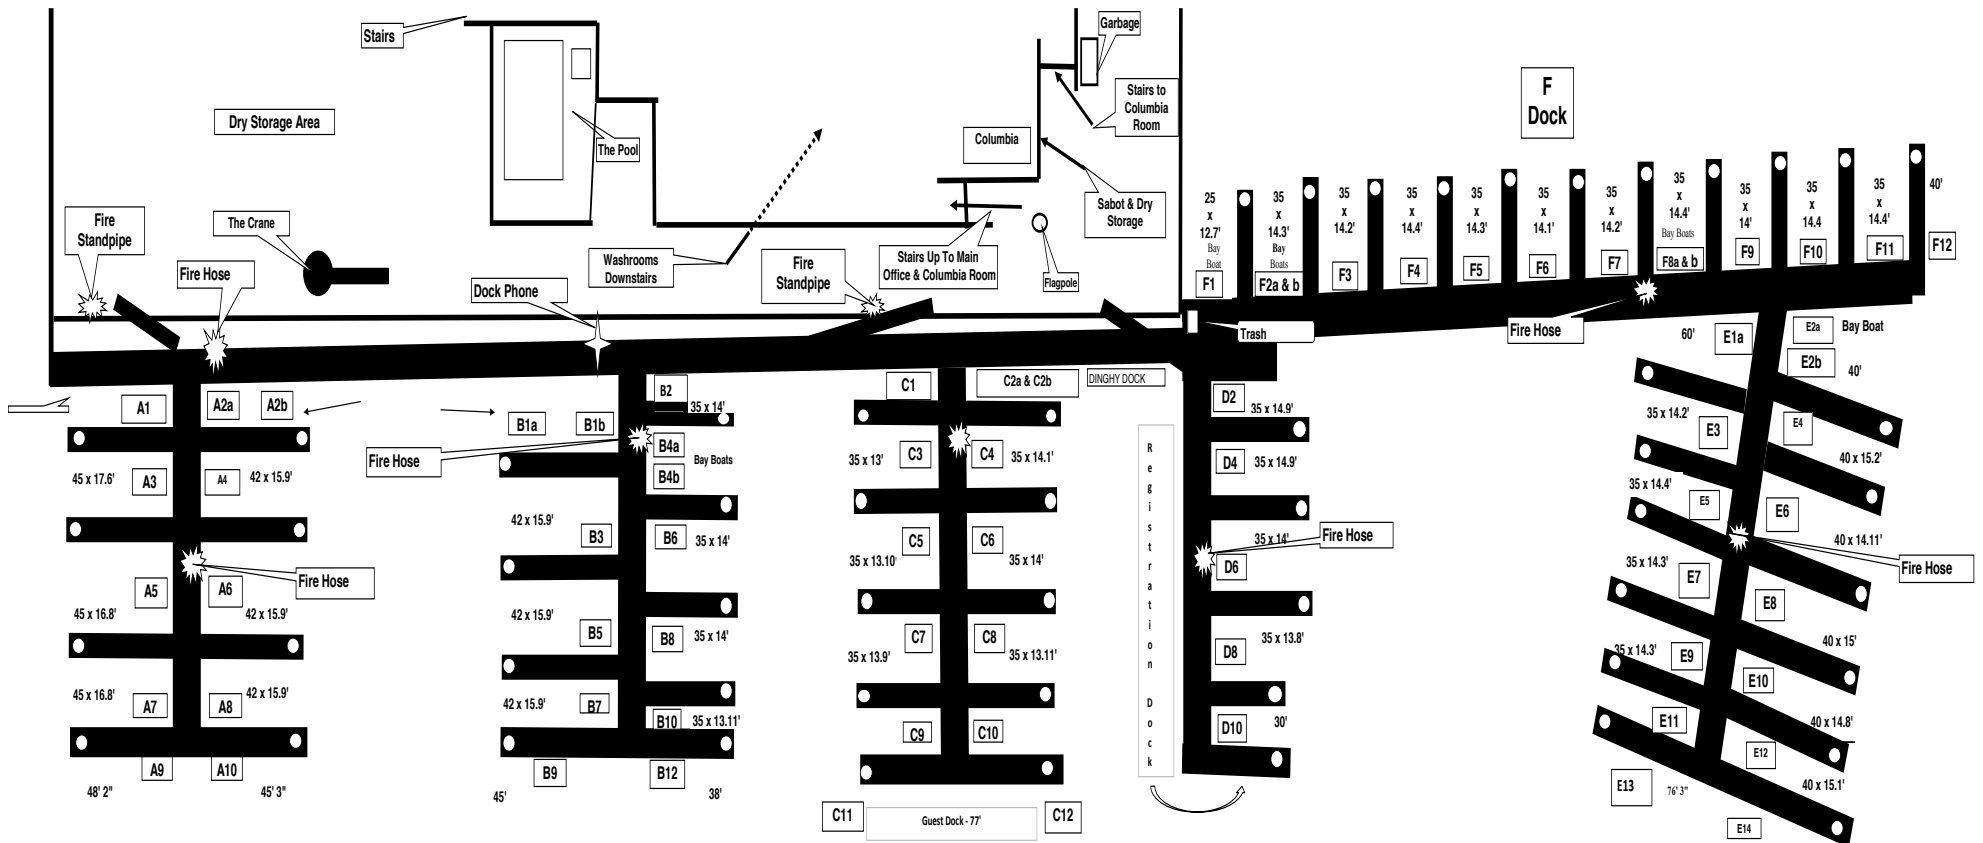 Stairs
Garbage
Dry Storage Area
The Pool
Columbia
Stairs to
Columbia
Room
F
Dock
Sabot & Dry
Storage
Fire
Standpipe
The Crane
Fire Hose
Dock Phone
Washrooms
Downstairs
Fire
Standpipe
Stairs Up To Main
Office & Columbia Room
Flagpole
Trash
Fire Hose
25
x
12.7'
Bay
Boat
F1
35
x
14.3'
Bay
Boats
F2a & b
35
x
14.2'
F3
35
x
14.4'
F4
35
x
14.3'
F5
35
x
14.1'
F6
35
x
14.2'
F7
35
x
14.4'
Bay Boats
F8a & b
35
x
14'
F9
35
x
14.4
F10
35
x
14.4'
F11
40'
F12
A1
A2a
A2b
45 x 17.6'
A3
A4
42 x 15.9'
Fire Hose
A5
A6
45 x 16.8'
42 x 15.9'
45 x 16.8'
42 x 15.9'
A7
A8
A9
A10
48' 2"
45' 3"
B2
35 x 14'
B1a
B1b
Fire Hose
B4a
Bay Boats
B4b
42 x 15.9'
B3
B6
35 x 14'
42 x 15.9'
B5
B8
35 x 14'
42 x 15.9'
B7
B10
35 x 13.11'
B9
B12
45'
38'
C1
C2a & C2b
DINGHY DOCK
35 x 13'
C3
C4
35 x 14.1'
C5
C6
35 x 13.10'
35 x 14'
C7
C8
35 x 13.9'
35 x 13.11'
C9
C10
C11
Guest Dock - 77'
C12
Registration Dock
D2
35 x 14.9'
D4
35 x 14.9'
35 x 14'
Fire Hose
D6
35 x 13.8'
D8
30'
D10
60'
E1a
E2a
Bay Boat
E2b
40'
35 x 14.2'
E3
E4
40 x 15.2'
35 x 14.4'
E5
E6
40 x 14.11'
Fire Hose
35 x 14.3'
E7
E8
40 x 15'
35 x 14.3'
E9
E10
40 x 14.8'
E11
E12
40 x 15.1'
E13
76' 3"
E14